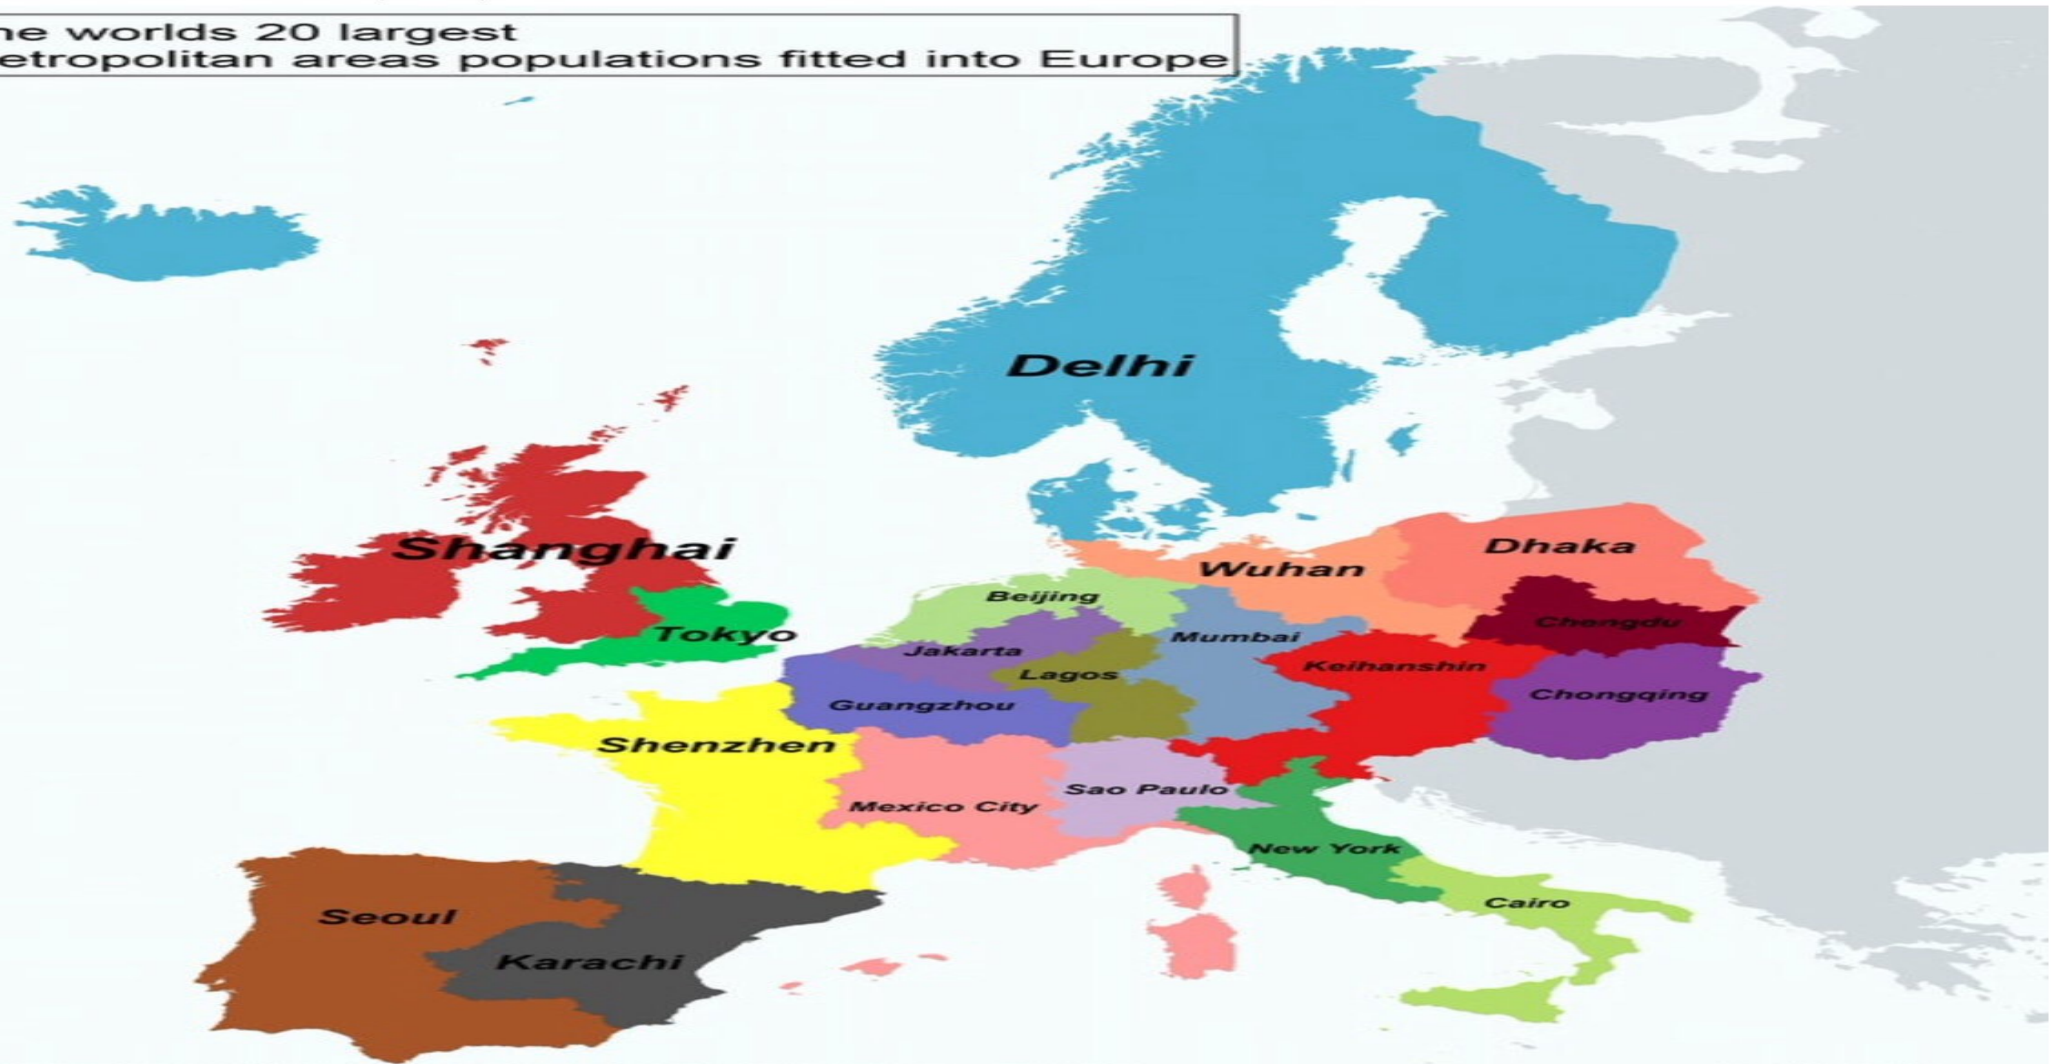 he worlds 20 largest
etropolitan areas populations fitted into Europe
Delhi
Shanghai
Dhaka
Wuhan
Beijing
Chengdu
Tokyo
Mumbai
Jakarta
Keihanshin
Lagos
Chongqing
Guangzhou
Shenzhen
Sao Paulo
Mexico City
New York
Cairo
Seoul
Karachi